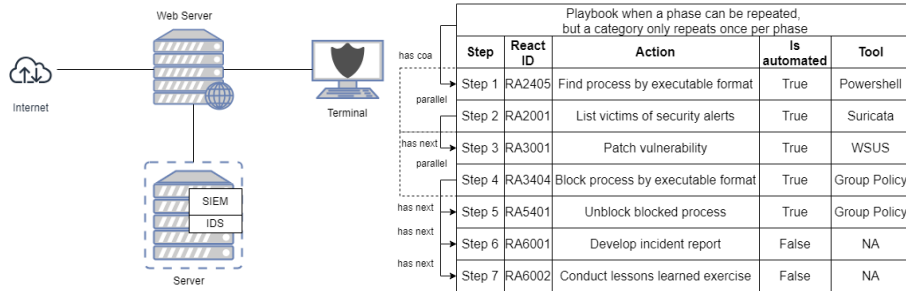 Web Server
Internet
Terminal
SIEM
IDS
Server
Playbook when a phase can be repeated,
but a category only repeats once per phase
Step React ID Action Is automated Tool
has coa
Step 1 RA2405 Find process by executable format True Powershell
parallel
Step 2 RA2001 List victims of security alerts True Suricata
has next
Step 3 RA3001 Patch vulnerability True WSUS
parallel
Step 4 RA3404 Block process by executable format True Group Policy
has next
Step 5 RA5401 Unblock blocked process True Group Policy
has next
Step 6 RA6001 Develop incident report False NA
has next
Step 7 RA6002 Conduct lessons learned exercise False NA